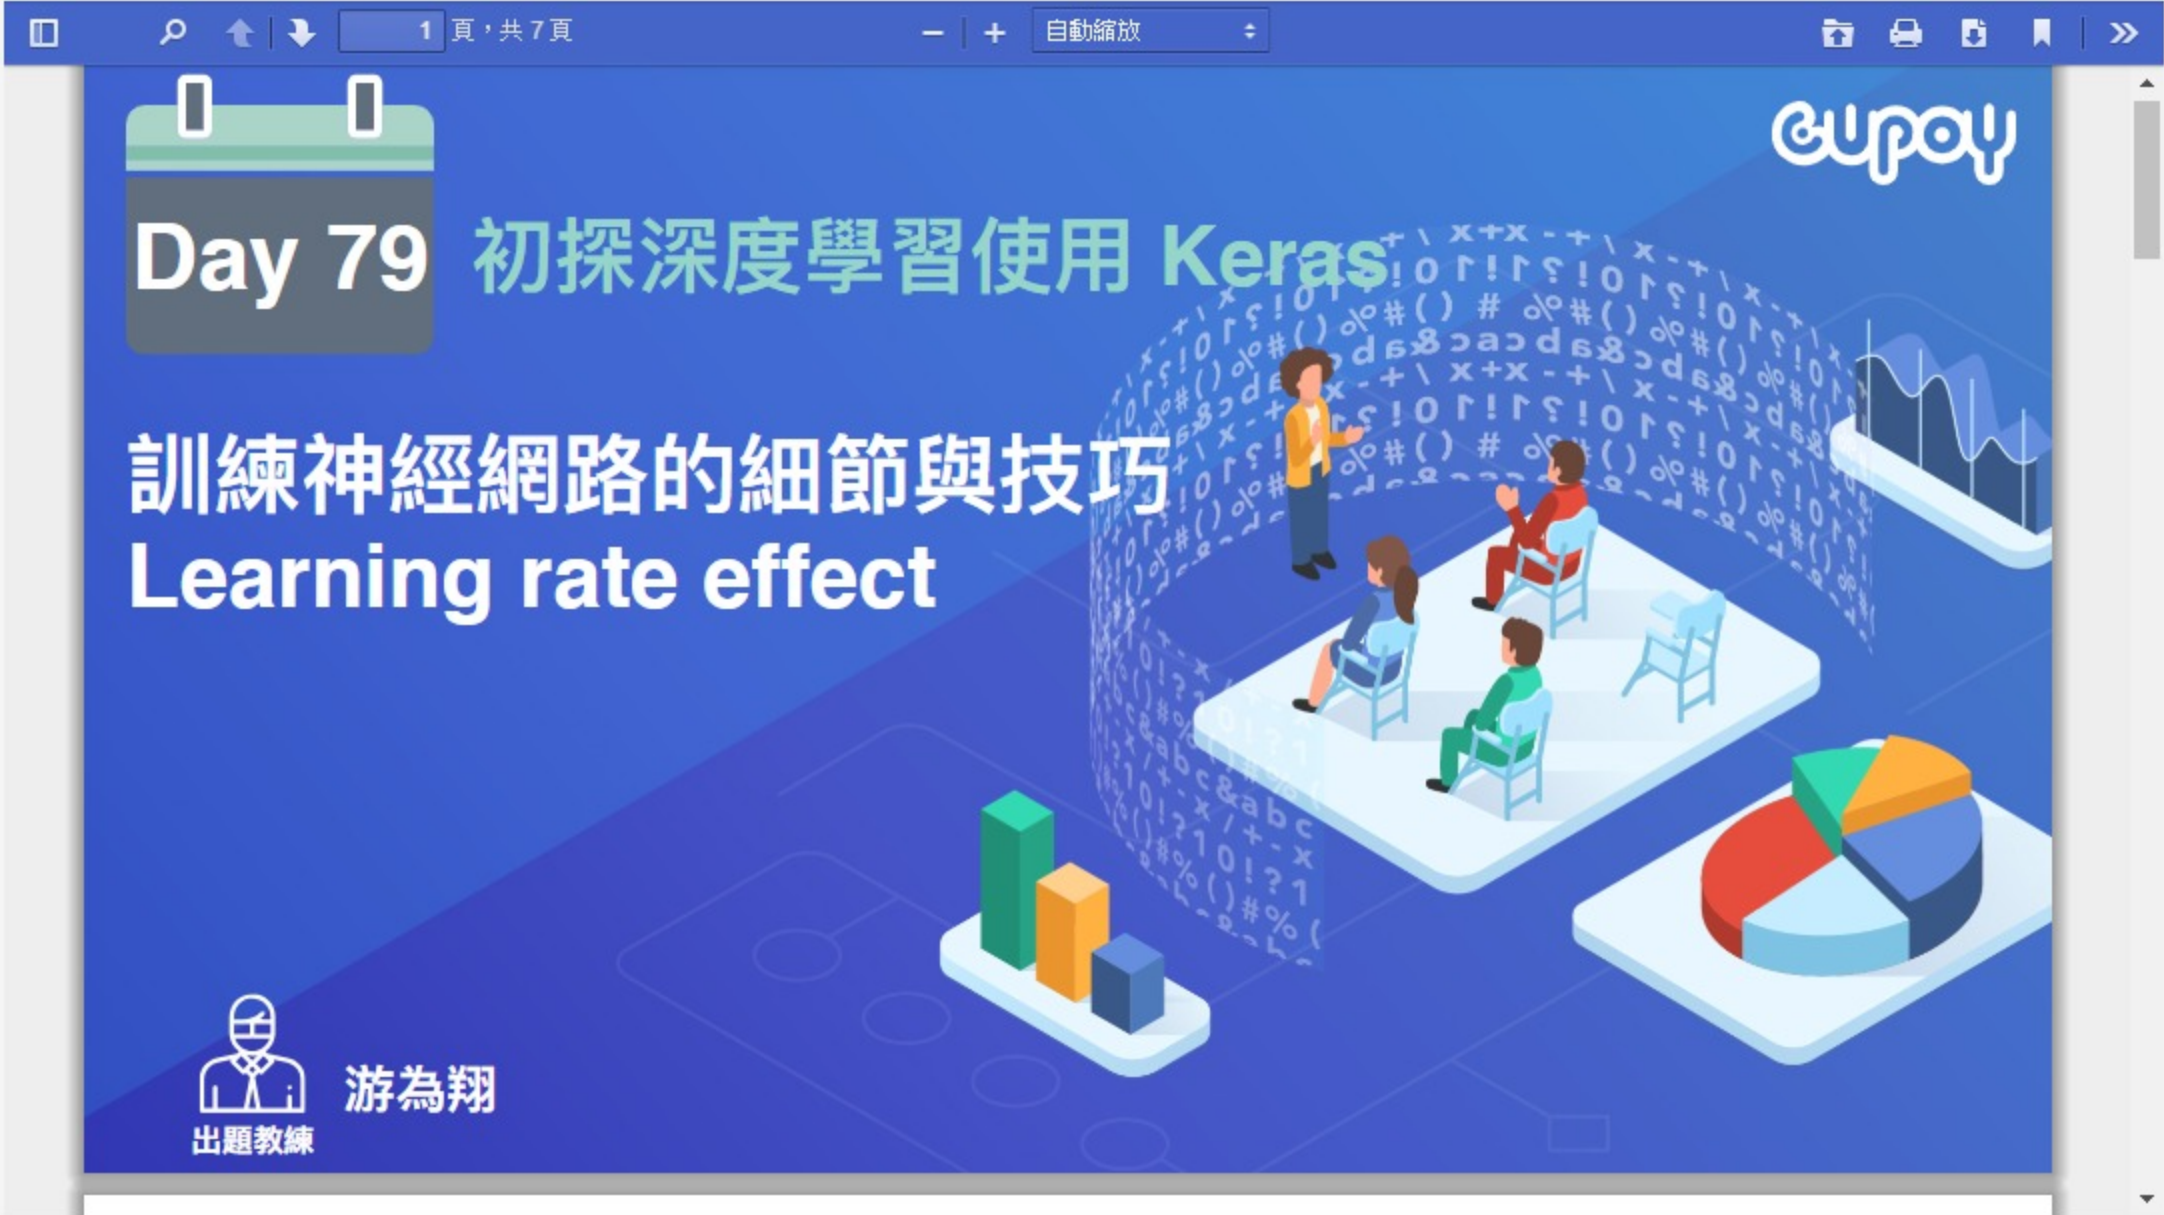 1 頁,共 7 頁
自動縮放
cupoy
Day 79
初探深度學習使用 Keras
訓練神經網路的細節與技巧
Learning rate effect
游為翔
出題教練